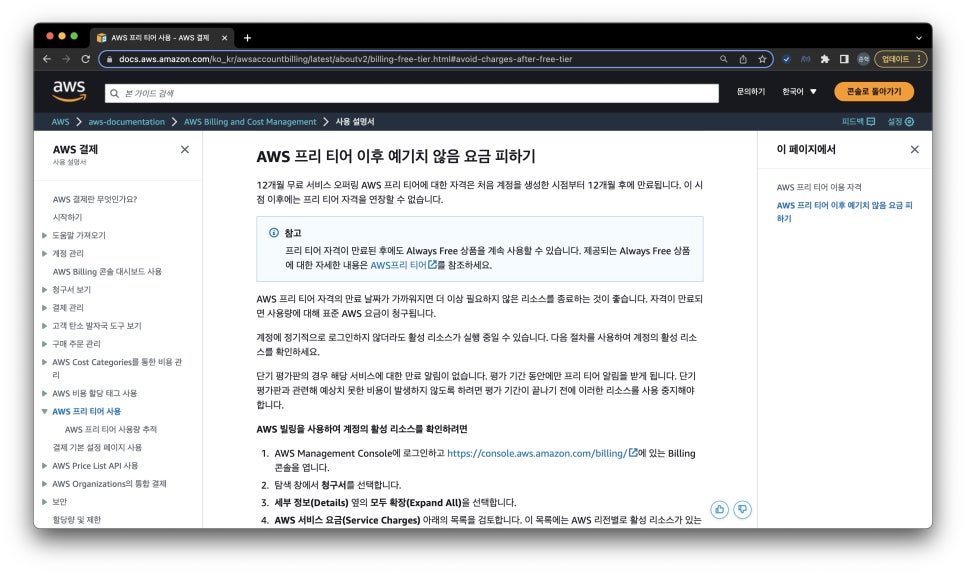 AWS 프리 티어 사용 - AWS 결제
docs.aws.amazon.com/ko_kr/awsaccountbilling/latest/aboutv2/billing-free-tier.html#avoid-charges-after-free-tier
업데이트
aws
본 가이드 검색
문의하기
한국어
콘솔로 돌아가기
AWS > aws-documentation > AWS Billing and Cost Management > 사용 설명서
피드백
설정
AWS 결제
사용 설명서
AWS 결제란 무엇인가요?
시작하기
도움말 가져오기
계정 관리
AWS Billing 콘솔 대시보드 사용
청구서 보기
결제 관리
고객 탄소 발자국 도구 보기
구매 주문 관리
AWS Cost Categories를 통한 비용 관
리
AWS 비용 할당 태그 사용
AWS 프리 티어 사용
AWS 프리 티어 사용량 추적
결제 기본 설정 페이지 사용
AWS Price List API 사용
AWS Organizations의 통합 결제
보안
할당량 및 제한
AWS 프리 티어 이후 예기치 않음 요금 피하기
12개월 무료 서비스 오퍼링 AWS 프리 티어에 대한 자격은 처음 계정을 생성한 시점부터 12개월 후에 만료됩니다. 이 시
점 이후에는 프리 티어 자격을 연장할 수 없습니다.
참고
프리 티어 자격이 만료된 후에도 Always Free 상품을 계속 사용할 수 있습니다. 제공되는 Always Free 상품
에 대한 자세한 내용은 AWS프리 티어를 참조하세요.
AWS 프리 티어 자격의 만료 날짜가 가까워지면 더 이상 필요하지 않은 리소스를 종료하는 것이 좋습니다. 자격이 만료되
면 사용량에 대해 표준 AWS 요금이 청구됩니다.
계정에 정기적으로 로그인하지 않더라도 활성 리소스가 실행 중일 수 있습니다. 다음 절차를 사용하여 계정의 활성 리소
스를 확인하세요.
단기 평가판의 경우 해당 서비스에 대한 만료 알림이 없습니다. 평가 기간 동안에만 프리 티어 알림을 받게 됩니다. 단기
평가판과 관련해 예상치 못한 비용이 발생하지 않도록 하려면 평가 기간이 끝나기 전에 이러한 리소스를 사용 중지해야
합니다.
AWS 빌링을 사용하여 계정의 활성 리소스를 확인하려면
1. AWS Management Console에 로그인하고 https://console.aws.amazon.com/billing/에 있는 Billing
콘솔을 엽니다.
2. 탐색 창에서 청구서를 선택합니다.
3. 세부 정보(Details) 옆의 모두 확장(Expand All)을 선택합니다.
4. AWS 서비스 요금(Service Charges) 아래의 목록을 검토합니다. 이 목록에는 AWS 리전별로 활성 리소스가 있는
이 페이지에서
AWS 프리 티어 이용 자격
AWS 프리 티어 이후 예기치 않음 요금 피
하기